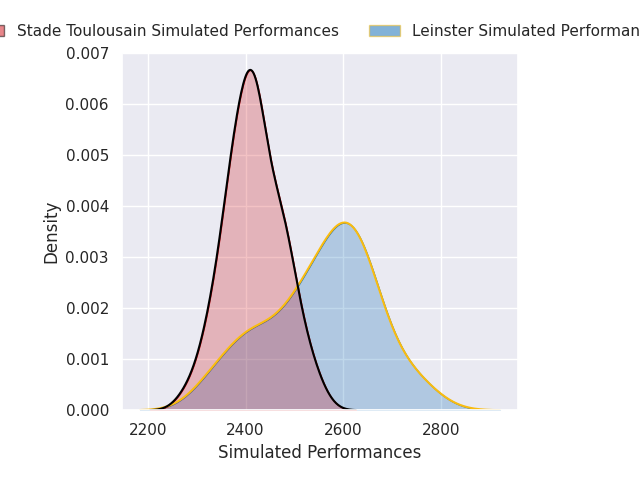 Stade Toulousain Simulated Performances
Leinster Simulated
0.007
0.006
0.005
0.004
0.003
0.002
0.001
0.000
Density
2200 2400 2600 2800
Simulated Performances